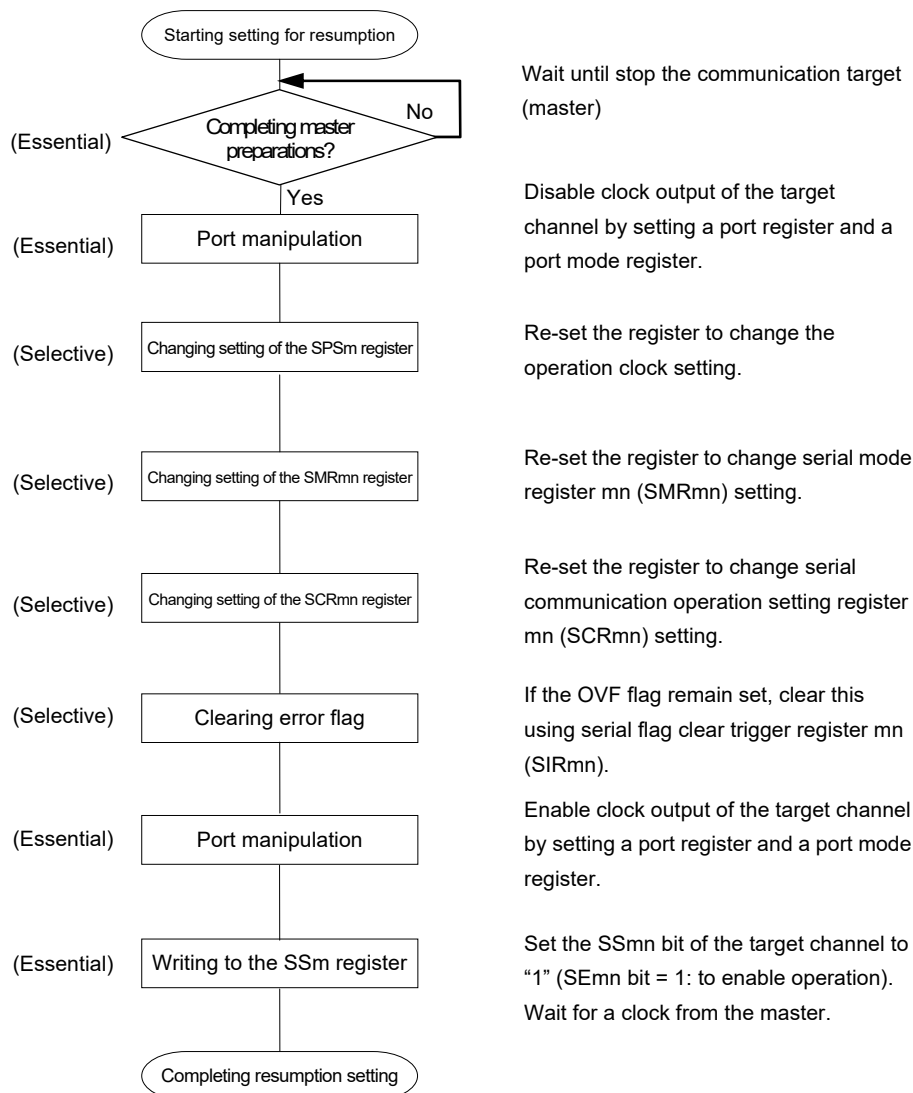 Starting setting for resumption
Wait until stop the communication target
(master)
No
(Essential)
Completing master
preparations?
Yes
Disable clock output of the target
channel by setting a port register and a
port mode register.
(Essential)
Port manipulation
(Selective)
Changing setting of the SPSm register
Re-set the register to change the
operation clock setting.
(Selective)
Changing setting of the SMRmn register
Re-set the register to change serial mode
register mn (SMRmn) setting.
(Selective)
Changing setting of the SCRmn register
Re-set the register to change serial
communication operation setting register
mn (SCRmn) setting.
(Selective)
Clearing error flag
If the OVF flag remain set, clear this
using serial flag clear trigger register mn
(SIRmn).
(Essential)
Port manipulation
Enable clock output of the target channel
by setting a port register and a port mode
register.
(Essential)
Writing to the SSm register
Set the SSmn bit of the target channel to
“1” (SEmn bit = 1: to enable operation).
Wait for a clock from the master.
Completing resumption setting